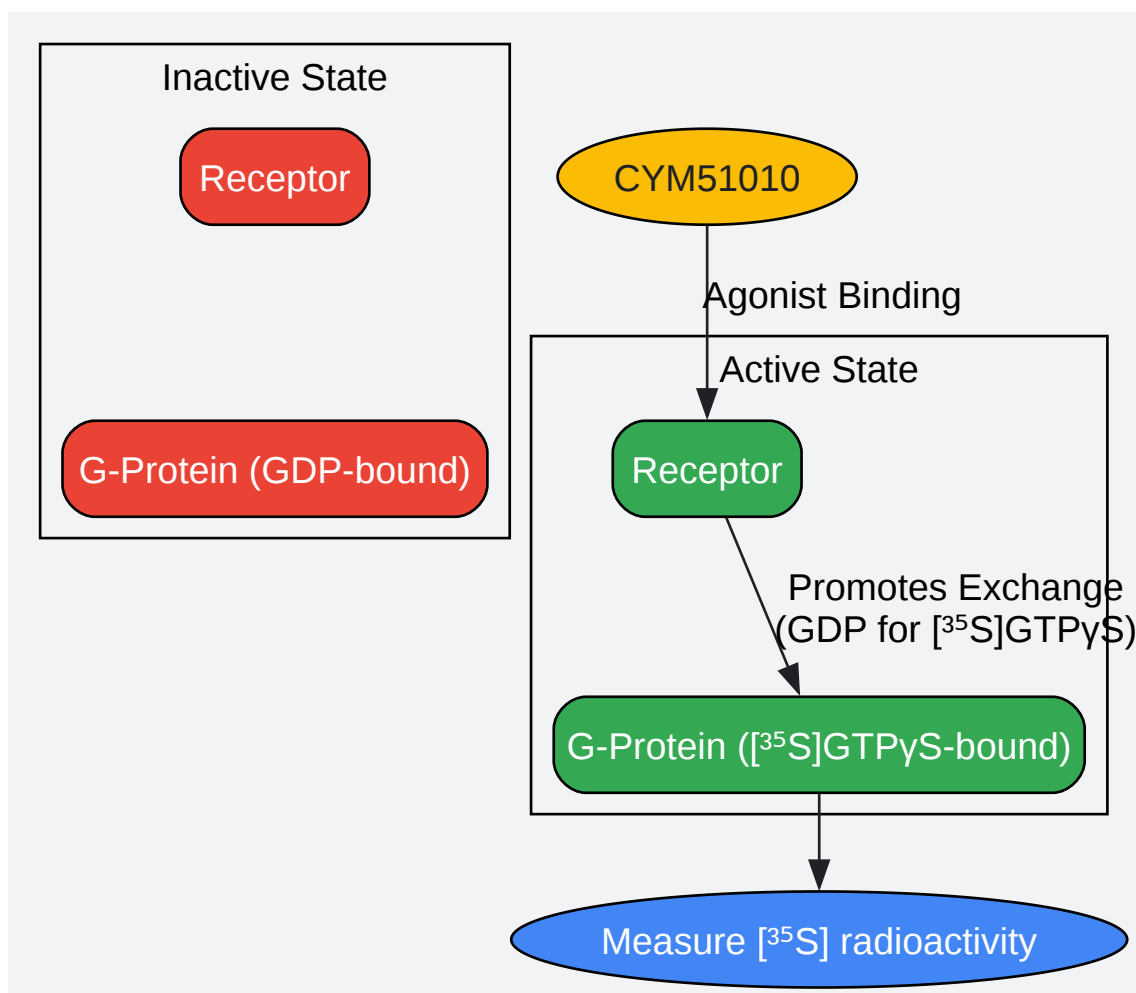 Inactive State
Receptor
G-Protein (GDP-bound)
CYM51010
Agonist Binding
Active State
Receptor
Promotes Exchange
(GDP for [³⁵S]GTPγS)
G-Protein ([³⁵S]GTPγS-bound)
Measure [³⁵S] radioactivity